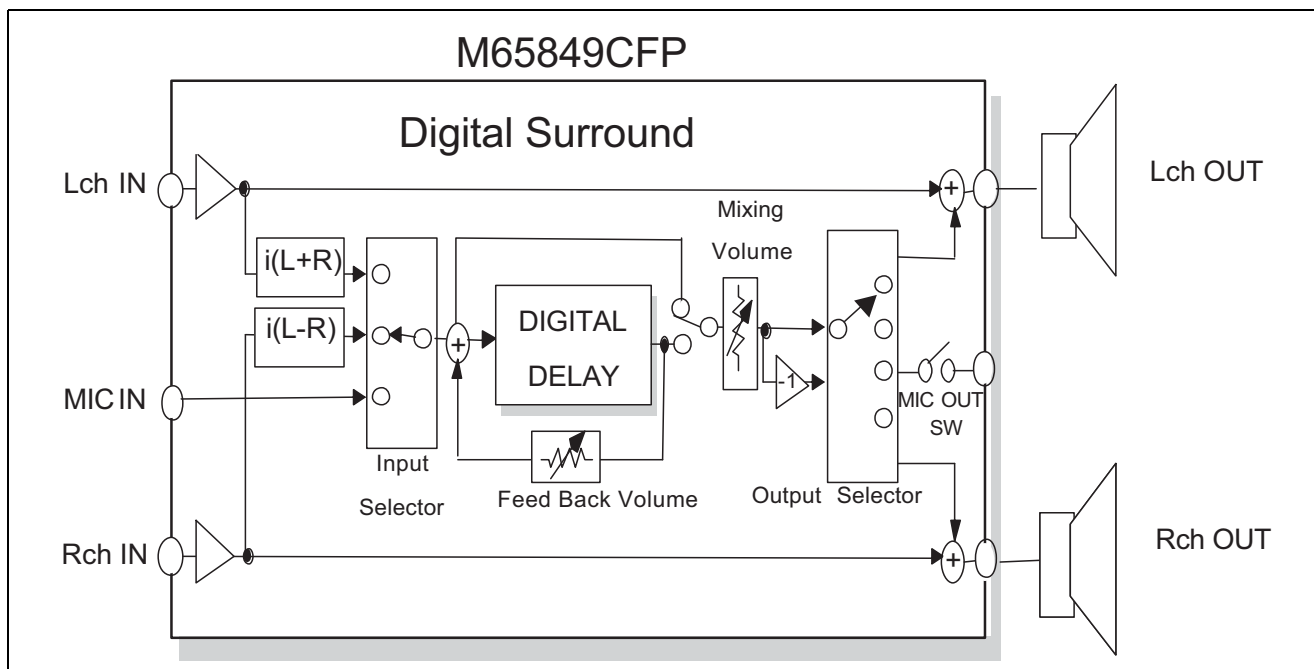 M65849CFP
Digital Surround
Lch IN
Lch OUT
Mixing
Volume
i(L+R)
i(L-R)
DIGITAL
DELAY
+
+
-1
MIC IN
MIC OUT
SW
Input
Selector
Feed Back Volume
Output Selector
Rch IN
+
Rch OUT